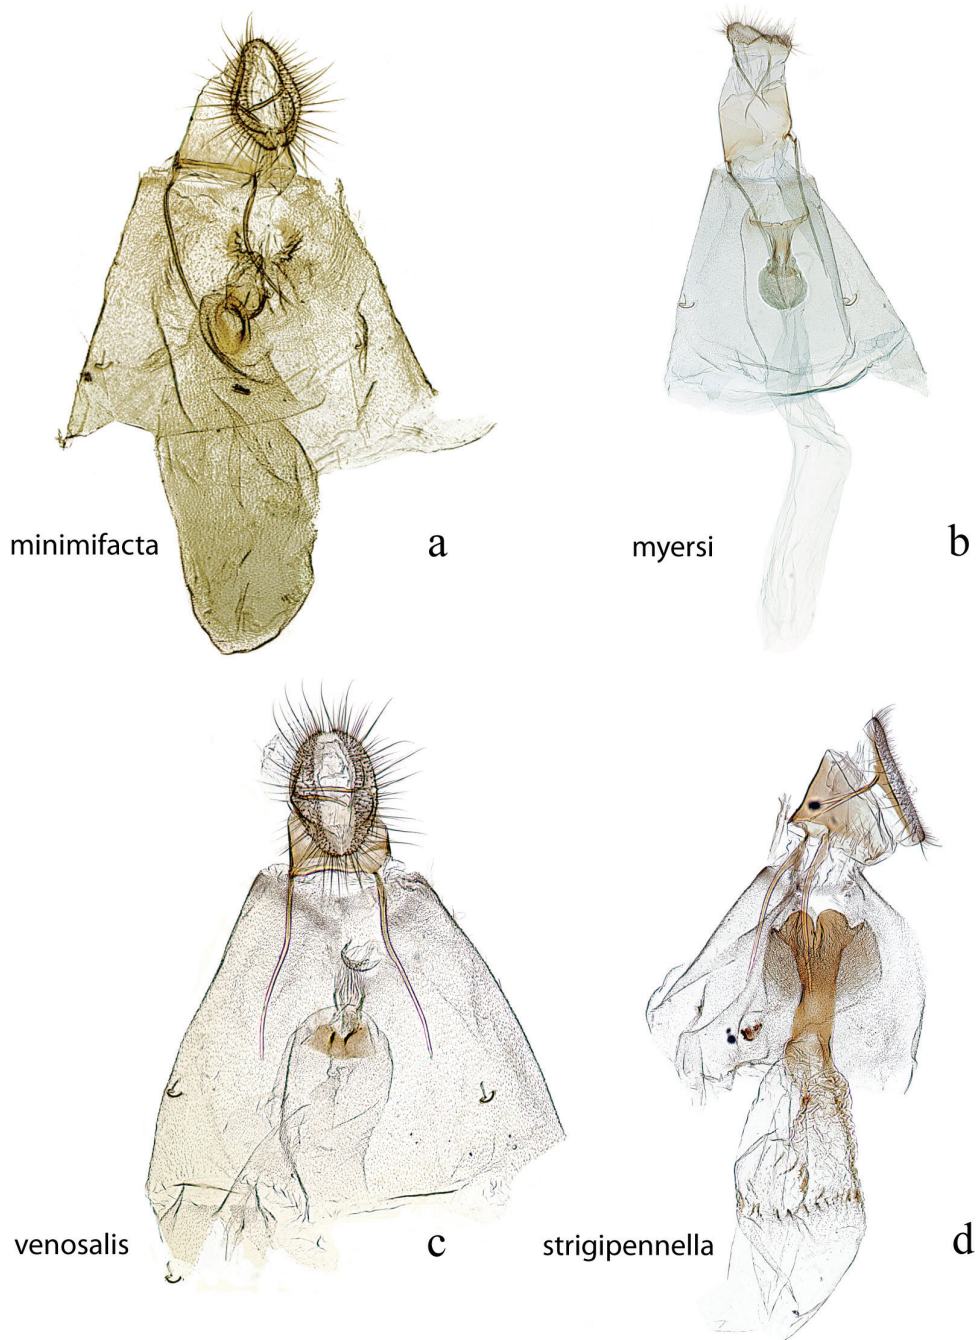 minimifacta
a
myersi
b
venosalis
c
strigipennella
d